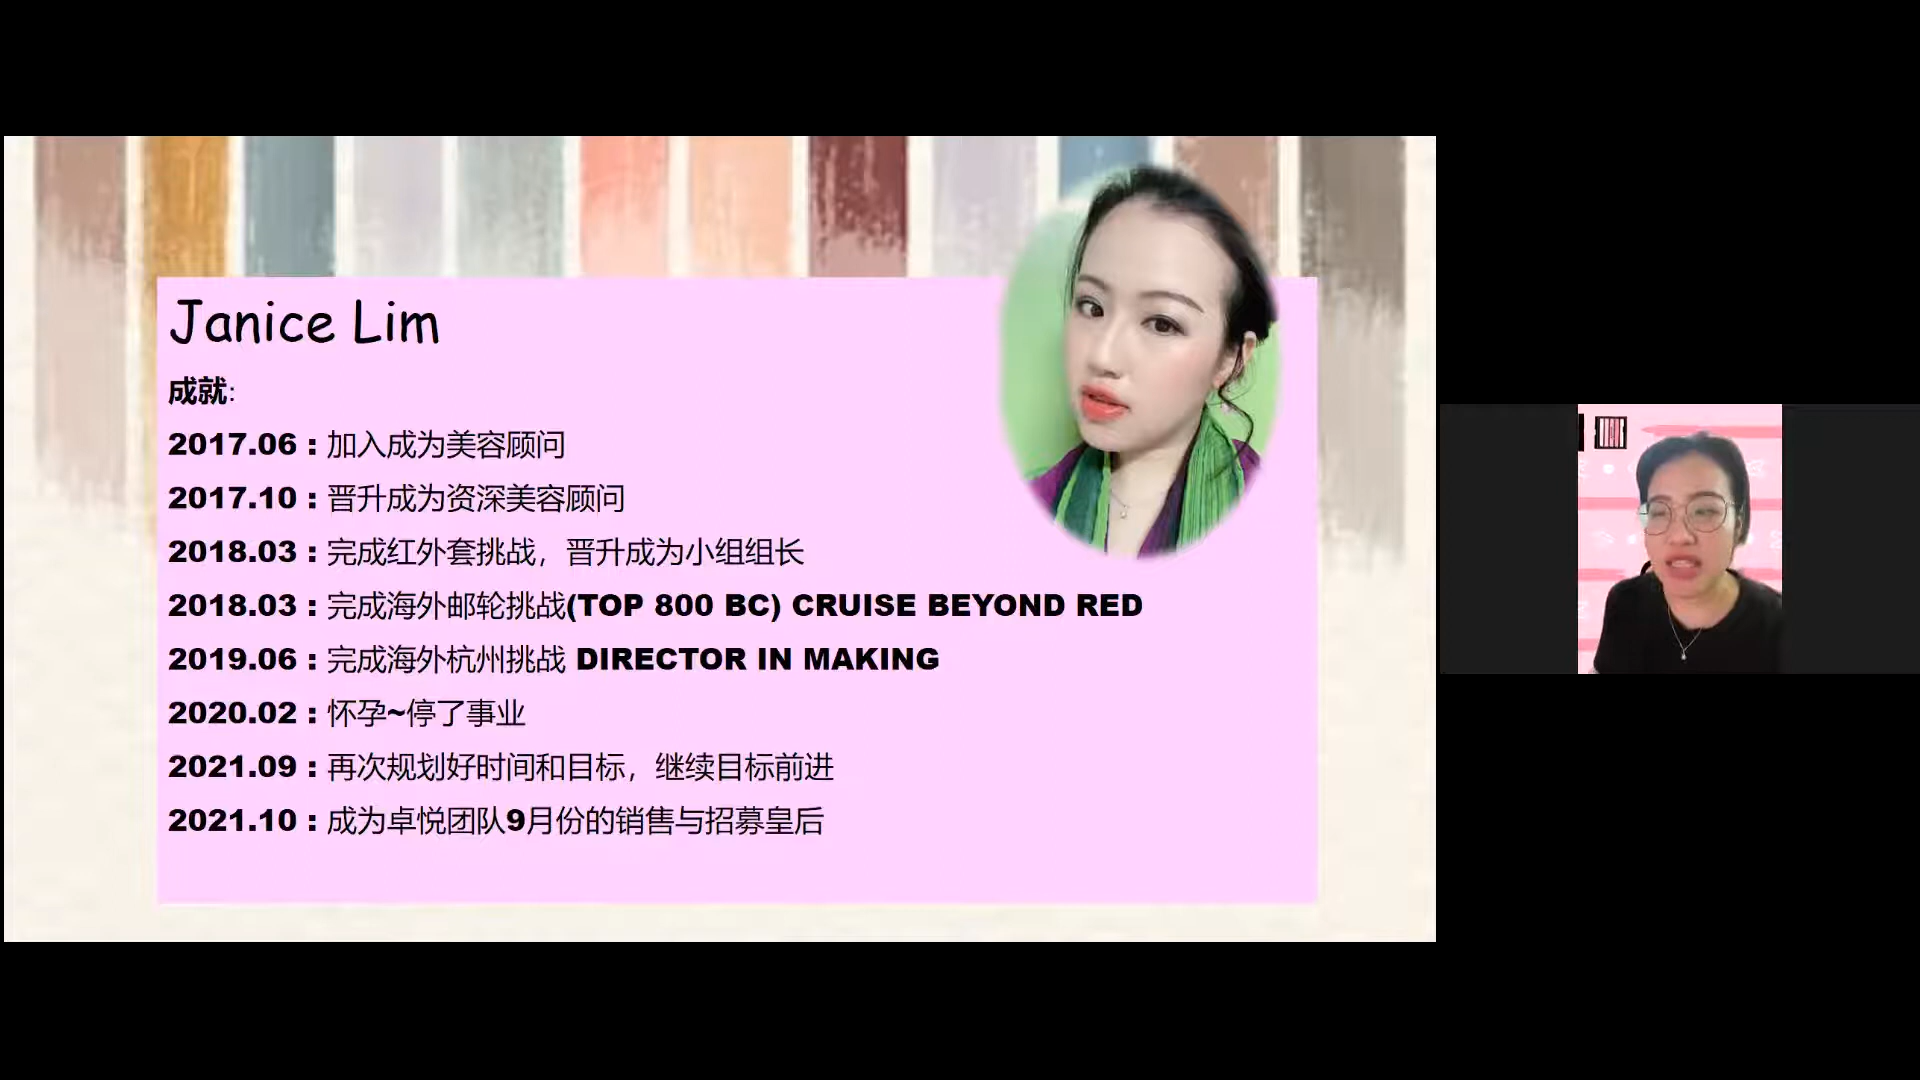 Janice Lim
成就:
2017.06 : 加入成为美容顾问
2017.10 : 晋升成为资深美容顾问
2018.03 : 完成红外套挑战，晋升成为小组组长
2018.03 : 完成海外邮轮挑战(TOP 800 BC) CRUISE BEYOND RED
2019.06 : 完成海外杭州挑战 DIRECTOR IN MAKING
2020.02 : 怀孕~停了事业
2021.09 : 再次规划好时间和目标，继续目标前进
2021.10 : 成为卓悦团队9月份的销售与招募皇后